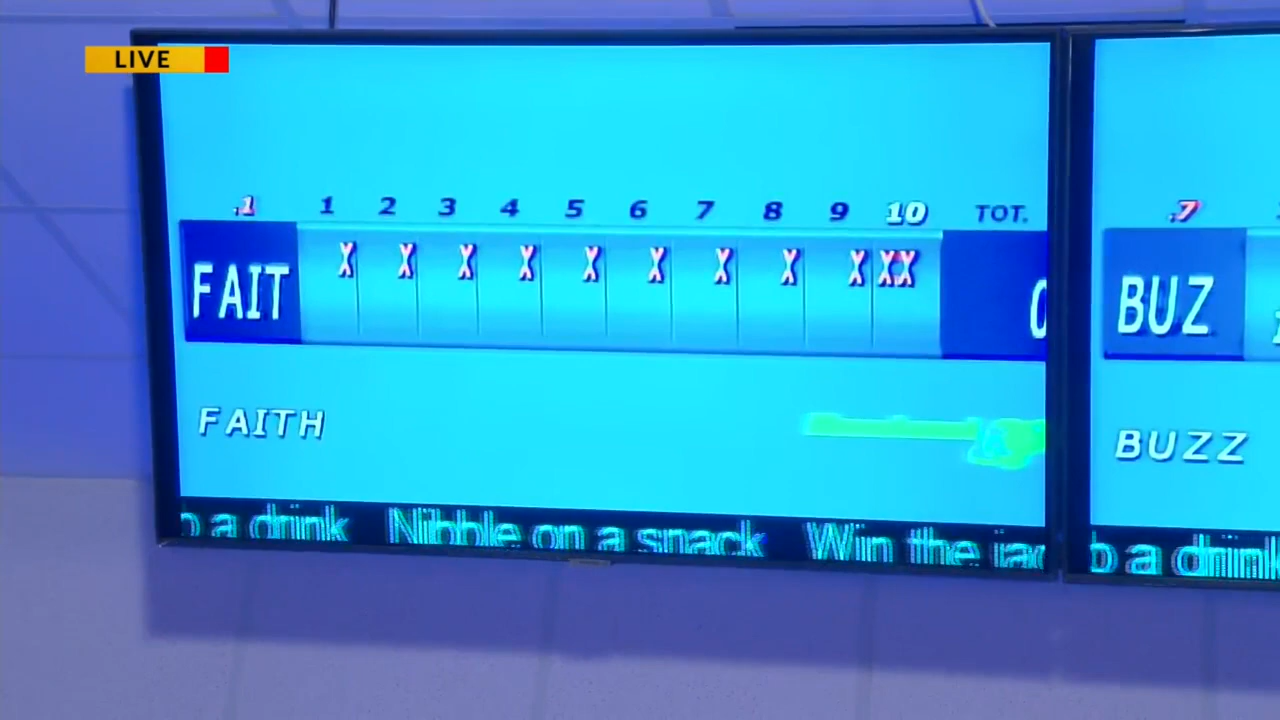 LIVE
.1 1 2 3 4 5 6 7 8 9 10 TOT.
FAIT X X X X X X X X X XX
FAITH
a drink Nibble on a snack Win the
.7
BUZ
BUZZ
a drink